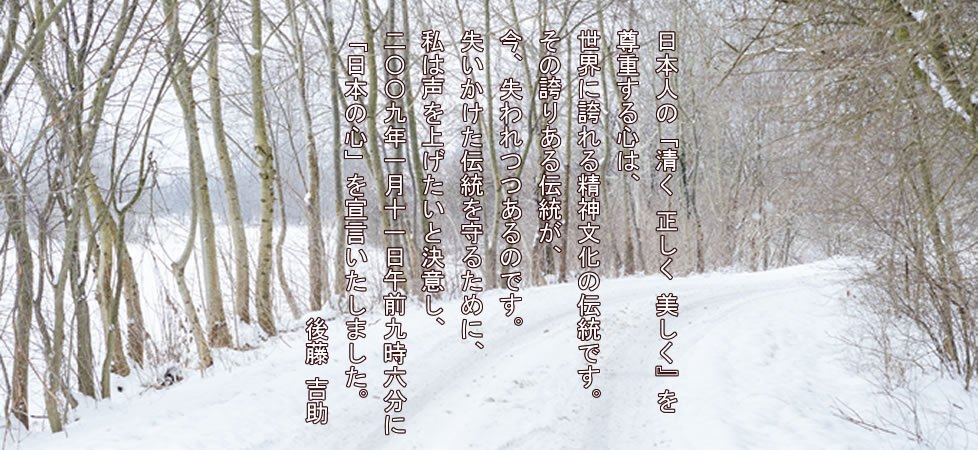 日本人の「清く 正しく 美しく』を
尊重する心は、
世界に誇れる精神文化の伝統です。
その誇りある伝統が、
今、失われつつあるのです。
失いかけた伝統を守るために、
私は声を上げたいと決意し、
二〇〇九年一月十一日午前九時六分に
「日本の心」を宣言いたしました。
後藤 吉助